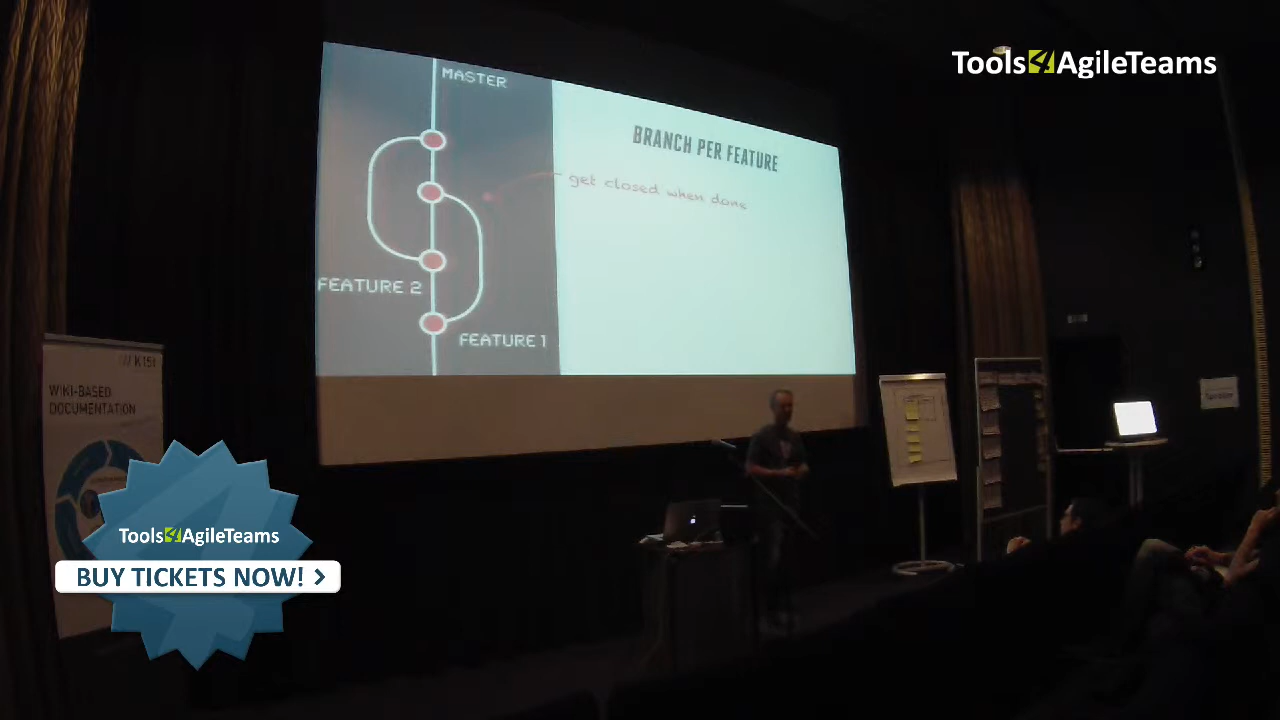 Tools4AgileTeams
MASTER
BRANCH PER FEATURE
get closed when done
FEATURE 2
FEATURE 1
K15t
WIKI-BASED
DOCUMENTATION
Tools4AgileTeams
BUY TICKETS NOW! >